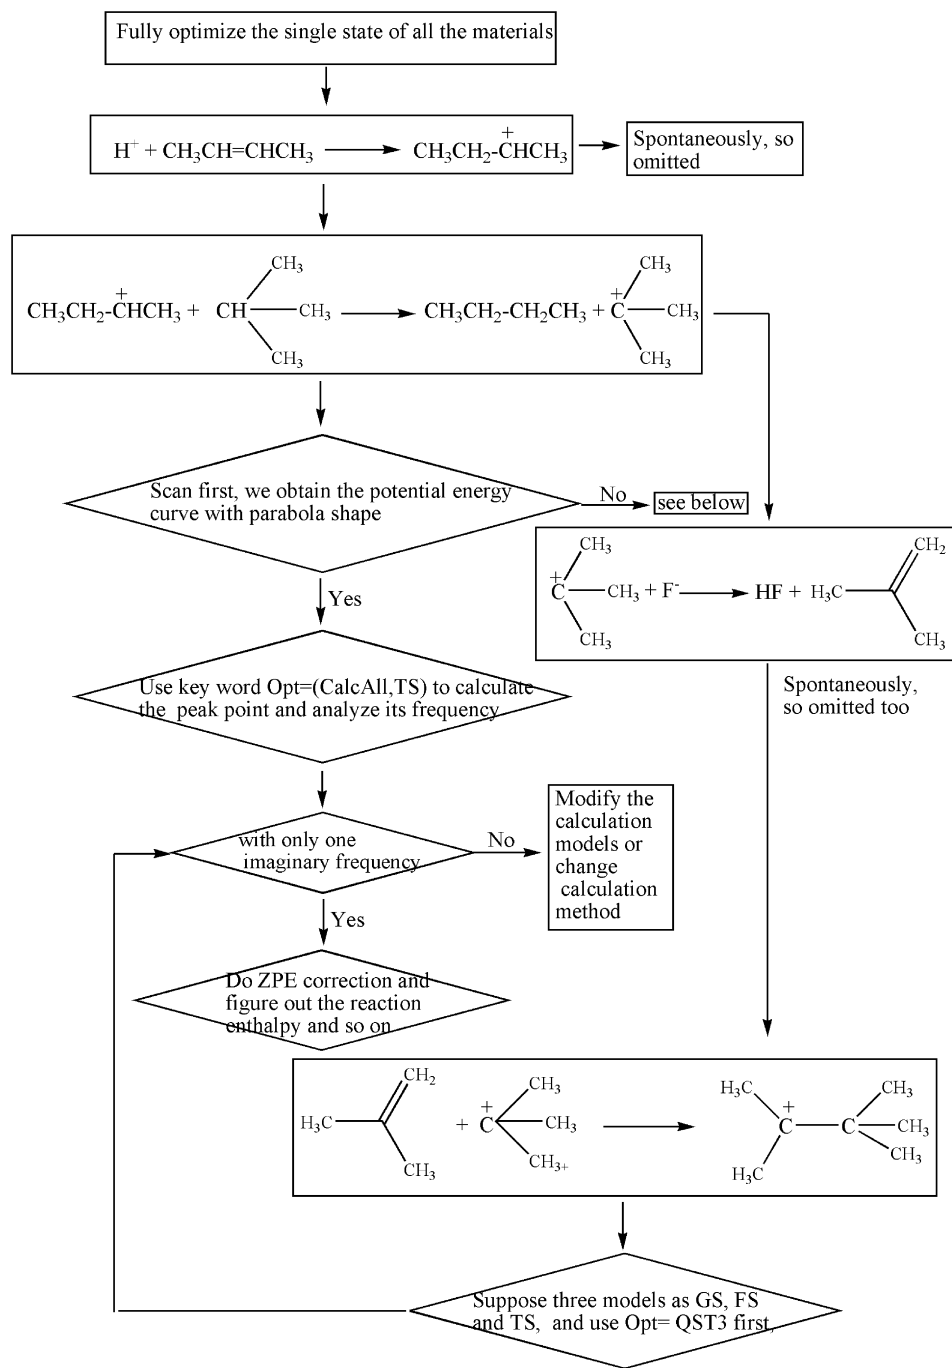 Fully optimize the single state of all the materials
H+ + CH3CH=CHCH3
+
CH3CH2-CHCH3
Spontaneously, so
omitted
CH3
CH3
+
+
CH3CH2-CHCH3 + CH CH3
CH3CH2-CH2CH3 + C CH3
CH3
CH3
Scan first, we obtain the potential energy
curve with parabola shape
No
see below
Yes
CH3
CH2
+
C CH3 + F-
HF + H3C
CH3
CH3
Use key word Opt=(CalcAll,TS) to calculate
the peak point and analyze its frequency
Spontaneously,
so omitted too
with only one
imaginary frequency
No
Modify the
calculation
models or
change
calculation
method
Yes
Do ZPE correction and
figure out the reaction
enthalpy and so on
CH2
CH3
H3C
CH3
+
+
H3C
+ C CH3
C C CH3
CH3
CH3+
H3C
CH3
Suppose three models as GS, FS
and TS, and use Opt= QST3 first,